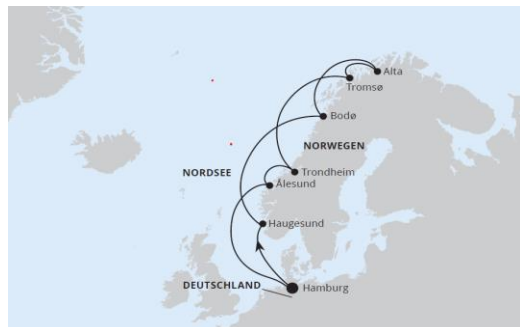 Alta
Tromsø
Bodø
NORWEGEN
Trondheim
NORDSEE
Ålesund
Haugesund
DEUTSCHLAND
Hamburg